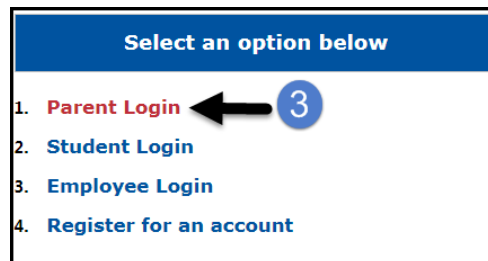 Select an option below
1. Parent Login 3
2. Student Login
3. Employee Login
4. Register for an account